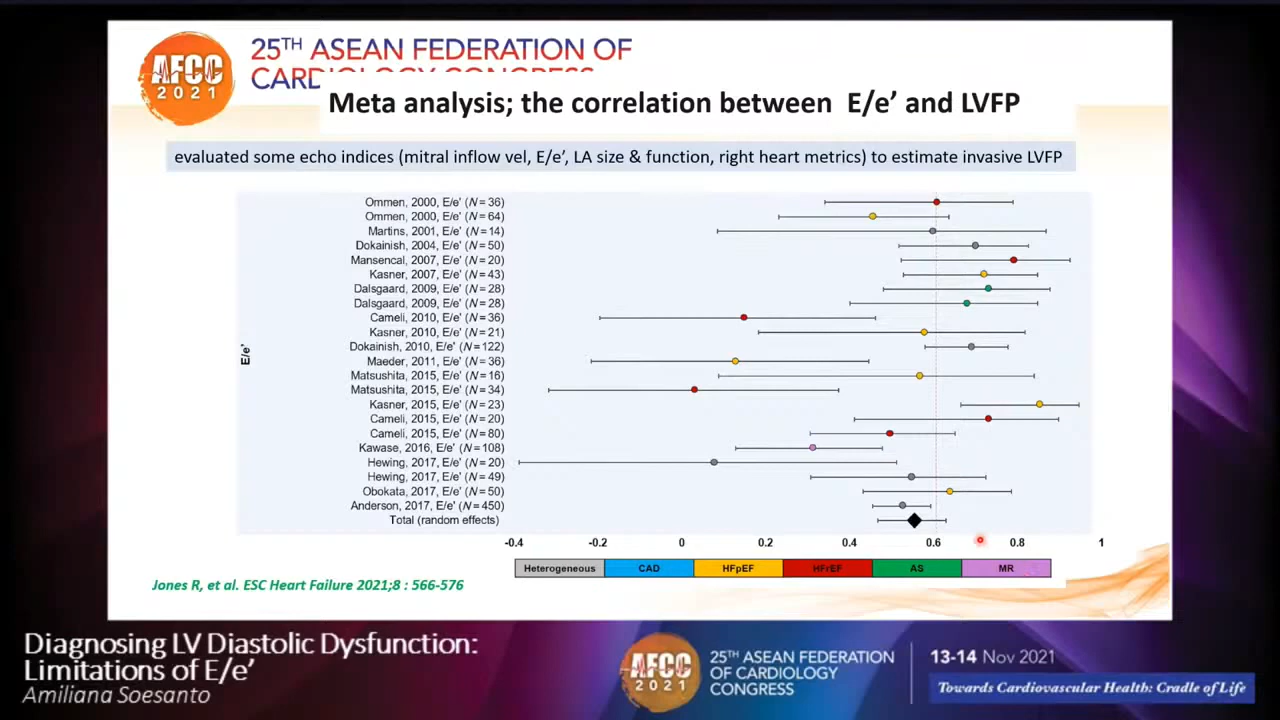 AFCC
2021
25TH ASEAN FEDERATION OF
CARD
Meta analysis; the correlation between E/e’ and LVFP
evaluated some echo indices (mitral inflow vel, E/e’, LA size & function, right heart metrics) to estimate invasive LVFP
E/e'
Ommen, 2000, E/e' (N = 36)
Ommen, 2000, E/e' (N = 64)
Martins, 2001, E/e' (N = 14)
Dokainish, 2004, E/e' (N = 50)
Mansencal, 2007, E/e' (N = 20)
Kasner, 2007, E/e' (N = 43)
Dalsgaard, 2009, E/e' (N = 28)
Dalsgaard, 2009, E/e' (N = 28)
Cameli, 2010, E/e' (N = 36)
Kasner, 2010, E/e' (N = 21)
Dokainish, 2010, E/e' (N = 122)
Maeder, 2011, E/e' (N = 36)
Matsushita, 2015, E/e' (N = 16)
Matsushita, 2015, E/e' (N = 34)
Kasner, 2015, E/e' (N = 23)
Cameli, 2015, E/e' (N = 20)
Cameli, 2015, E/e' (N = 80)
Kawase, 2016, E/e' (N = 108)
Hewing, 2017, E/e' (N = 20)
Hewing, 2017, E/e' (N = 49)
Obokata, 2017, E/e' (N = 50)
Anderson, 2017, E/e' (N = 450)
Total (random effects)
-0.4 -0.2 0 0.2 0.4 0.6 0.8 1
Heterogeneous CAD HFpEF HFrEF AS MR
Jones R, et al. ESC Heart Failure 2021;8 : 566-576
Diagnosing LV Diastolic Dysfunction:
Limitations of E/e’
Amiliana Soesanto
AFCC
2021
25TH ASEAN FEDERATION
OF CARDIOLOGY
CONGRESS
13-14 Nov 2021
Towards Cardiovascular Health: Cradle of Life